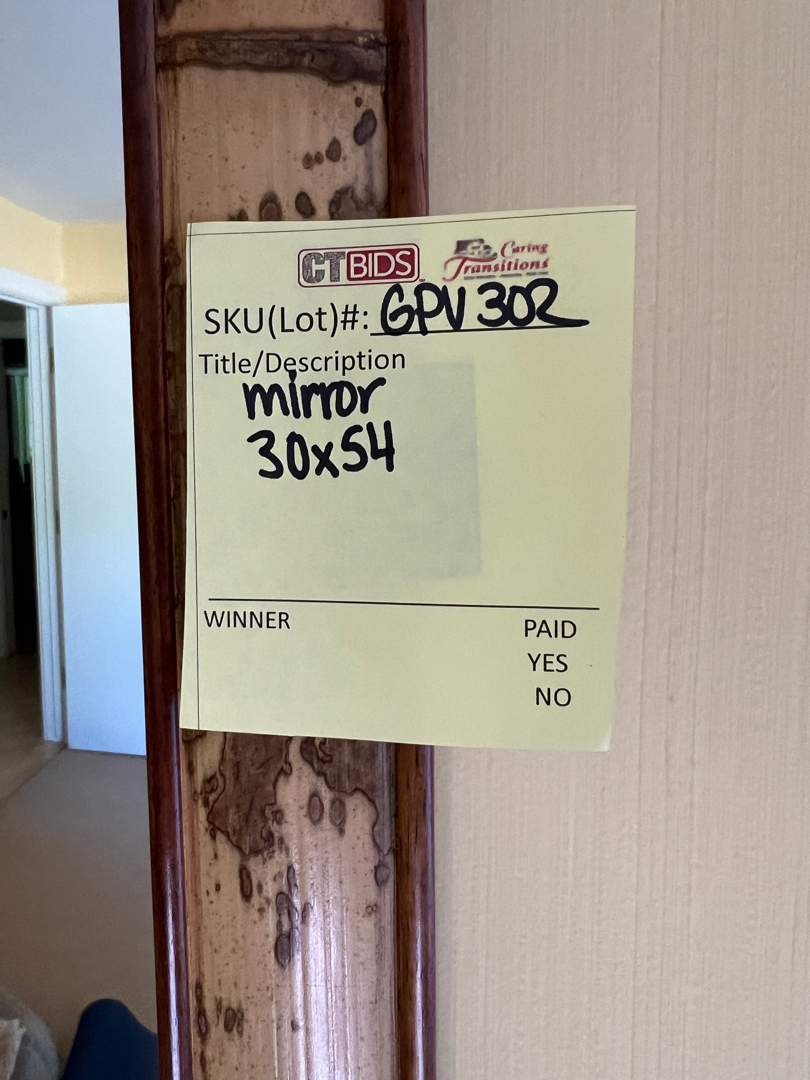 CTBIDS
Caring
Transitions
SKU(Lot)#: GPV 302
Title/Description
mirror
30x54
WINNER
PAID
YES
NO